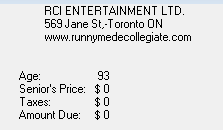 RCI ENTERTAINMENT LTD.
569 Jane St,-Toronto ON
www.runnymedecollegiate.com
Age: 93
Senior's Price: $ 0
Taxes: $ 0
Amount Due: $ 0